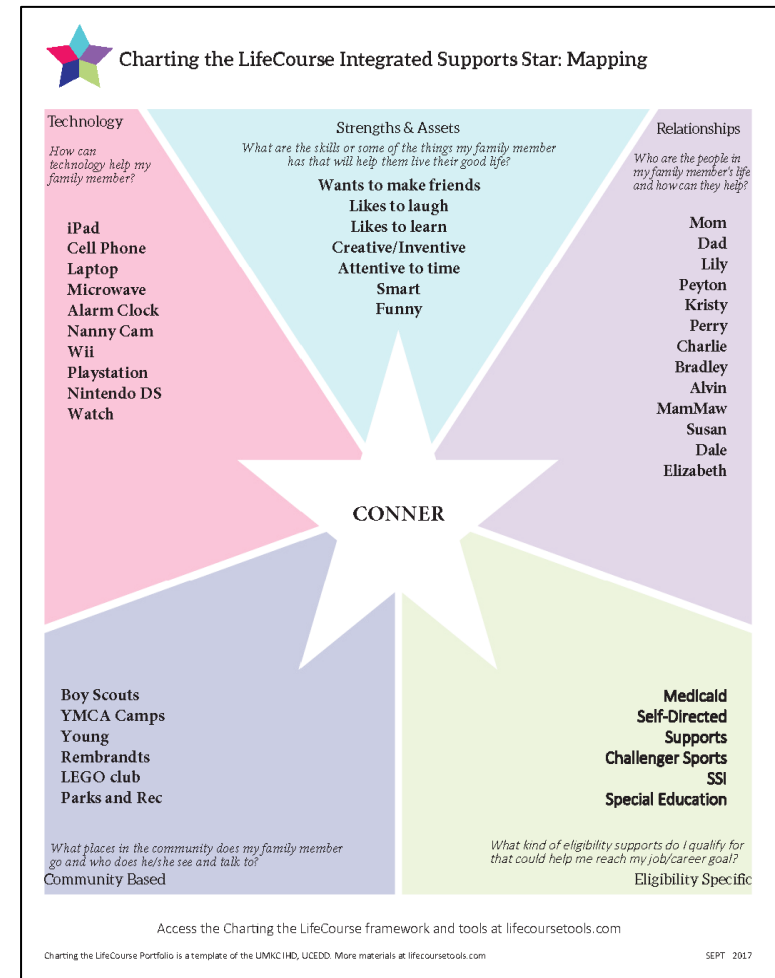 Charting the LifeCourse Integrated Supports Star: Mapping
Technology
How can
technology help my
family member?
iPad
Cell Phone
Laptop
Microwave
Alarm Clock
Nanny Cam
Wii
Playstation
Nintendo DS
Watch
Strengths & Assets
What are the skills or some of the things my family member
has that will help them live their good life?
Wants to make friends
Likes to laugh
Likes to learn
Creative/Inventive
Attentive to time
Smart
Funny
Relationships
Who are the people in
my family member's life
and how can they help?
Mom
Dad
Lily
Peyton
Kristy
Perry
Charlie
Bradley
Alvin
MamMaw
Susan
Dale
Elizabeth
CONNER
Boy Scouts
YMCA Camps
Young
Rembrandts
LEGO club
Parks and Rec
What places in the community does my family member
go and who does he/she see and talk to?
Community Based
Medicaid
Self-Directed
Supports
Challenger Sports
SSI
Special Education
What kind of eligibility supports do I qualify for
that could help me reach my job/career goal?
Eligibility Specific
Access the Charting the LifeCourse framework and tools at lifecoursetools.com
Charting the LifeCourse Portfolio is a template of the UMKC IHD, UCEDD. More materials at lifecoursetools.com
SEPT 2017